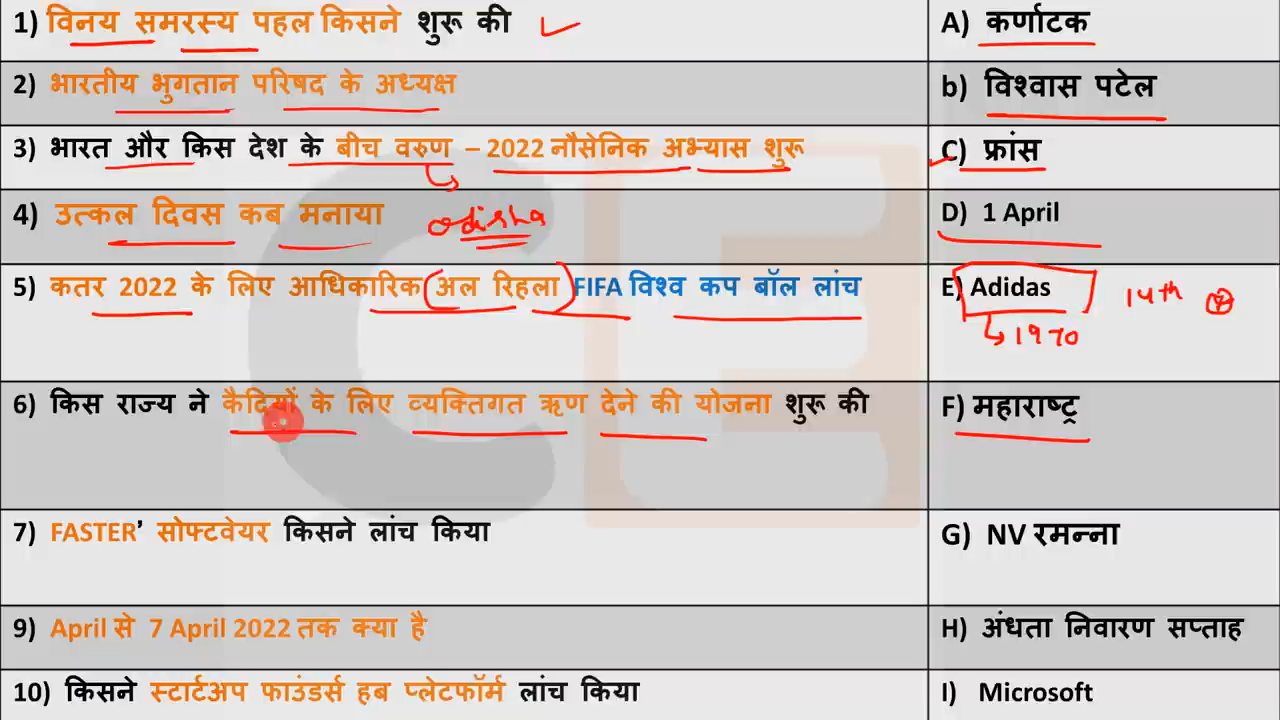 1) विनय समरस्य पहल किसने शुरू की A) कर्णाटक
2) भारतीय भुगतान परिषद के अध्यक्ष b) विश्वास पटेल
3) भारत और किस देश के बीच वरुण – 2022 नौसेनिक अभ्यास शुरू C) फ्रांस
4) उत्कल दिवस कब मनाया odisha D) 1 April
5) कतर 2022 के लिए आधिकारिक अल रिहला FIFA विश्व कप बॉल लांच E) Adidas 14th
1970
6) किस राज्य ने कैदियों के लिए व्यक्तिगत ऋण देने की योजना शुरू की F) महाराष्ट्र
7) FASTER’ सोफ्टवेयर किसने लांच किया G) NV रमन्ना
9) April से 7 April 2022 तक क्या है H) अंधता निवारण सप्ताह
10) किसने स्टार्टअप फाउंडर्स हब प्लेटफॉर्म लांच किया I) Microsoft